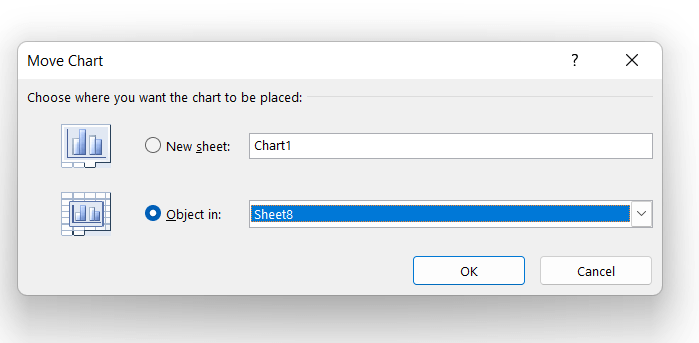 Move Chart
?
Choose where you want the chart to be placed:
New sheet: Chart1
Object in: Sheet8
OK Cancel